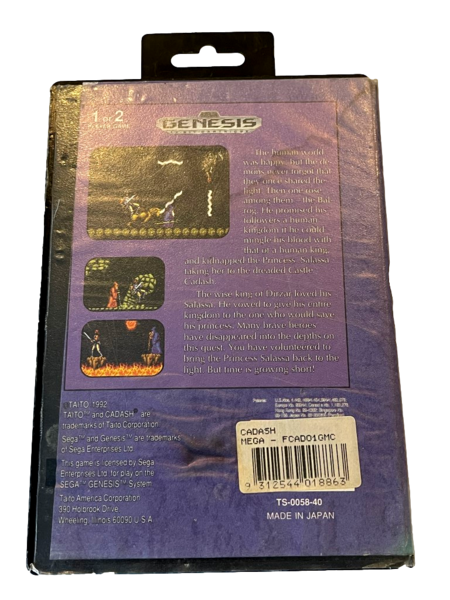 1 OR 2
PLAYER GAME
GENESIS
The human world
was happy, but the de-
mons never forgot that
they once shared the
light. Then one rose
among them - the Bal-
rog. He promised his
followers a human
kingdom if he could
mingle his blood with
that of a human king,
and kidnapped the Princess Salassa
taking her to the dreaded Castle
Cadash.
The wise king of Dirzar loved his
Salassa. He vowed to give his entire
kingdom to the one who would save
his princess. Many brave heroes
have disappeared into the depths on
this quest. You have volunteered to
bring the Princess Salassa back to the
light. But time is growing short!
©TAITO 1992
TAITO™ and CADASH™ are
trademarks of Taito Corporation.
Sega™ and Genesis™ are trademarks
of Sega Enterprises Ltd.
This game is licensed by Sega
Enterprises Ltd. for play on the
SEGA™ GENESIS™ System.
Taito America Corporation
390 Holbrook Drive
Wheeling, Illinois 60090 U.S.A.
Patents:
CADASH
MEGA - FCAD01GMC
9 312544 018863
TS-0058-40
MADE IN JAPAN